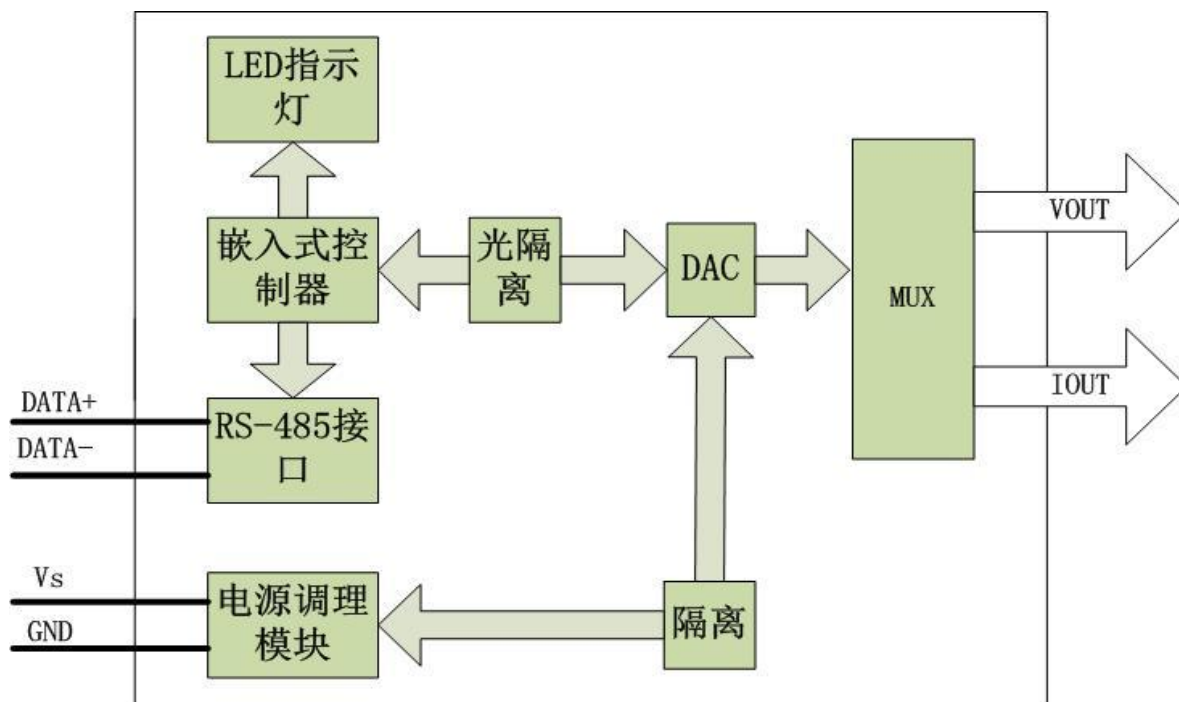 LED指示
灯
嵌入式控
制器
光隔
离
DAC
MUX
VOUT
IOUT
DATA+
DATA-
RS-485接
口
Vs
GND
电源调理
模块
隔离